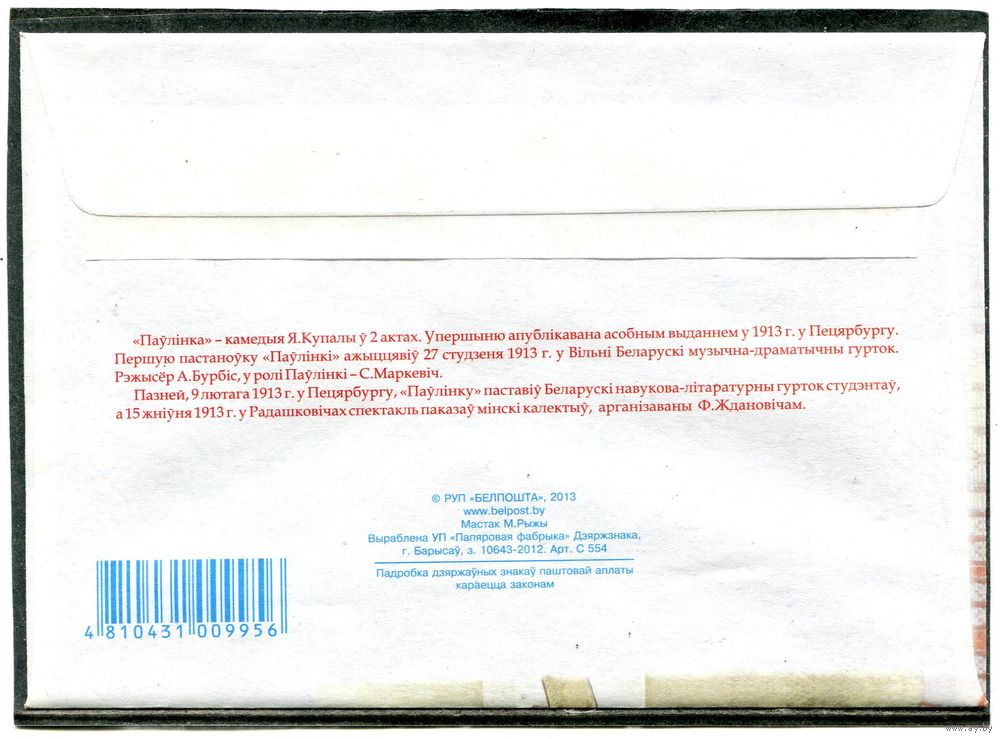 «Паўлінка» – камедыя Я.Купалы ў 2 актах. Упершыню апублікавана асобным выданнем у 1913 г. у Пецярбургу.
Першую пастаноўку «Паўлінкі» ажыццявіў 27 студзеня 1913 г. у Вільні Беларускі музычна-драматычны гурток.
Рэжысёр А.Бурбіс, у ролі Паўлінкі – С.Маркевіч.
Пазней, 9 лютага 1913 г. у Пецярбургу, «Паўлінку» паставіў Беларускі навукова-літаратурны гурток студэнтаў,
а 15 жніўня 1913 г. у Радашковічах спектакль паказаў мінскі калектыў, арганізаваны Ф.Ждановічам.
© РУП «БЕЛПОШТА», 2013
www.belpost.by
Мастак М.Рыжы
Выраблена УП «Папяровая фабрыка» Дзяржзнака,
г. Барысаў, з. 10643-2012. Арт. С 554
Падробка дзяржаўных знакаў паштовай аплаты
караецца законам
4 810431 009956
www.ay.by